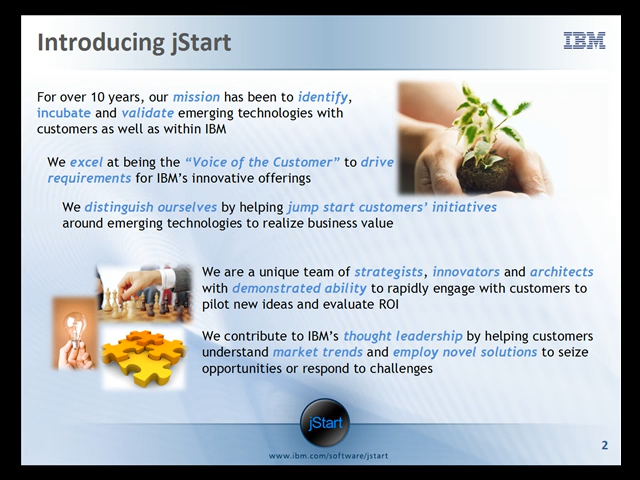 Introducing jStart
IBM
For over 10 years, our mission has been to identify,
incubate and validate emerging technologies with
customers as well as within IBM
We excel at being the “Voice of the Customer” to drive
requirements for IBM’s innovative offerings
We distinguish ourselves by helping jump start customers’ initiatives
around emerging technologies to realize business value
We are a unique team of strategists, innovators and architects
with demonstrated ability to rapidly engage with customers to
pilot new ideas and evaluate ROI
We contribute to IBM’s thought leadership by helping customers
understand market trends and employ novel solutions to seize
opportunities or respond to challenges
jStart
www.ibm.com/software/jstart
2